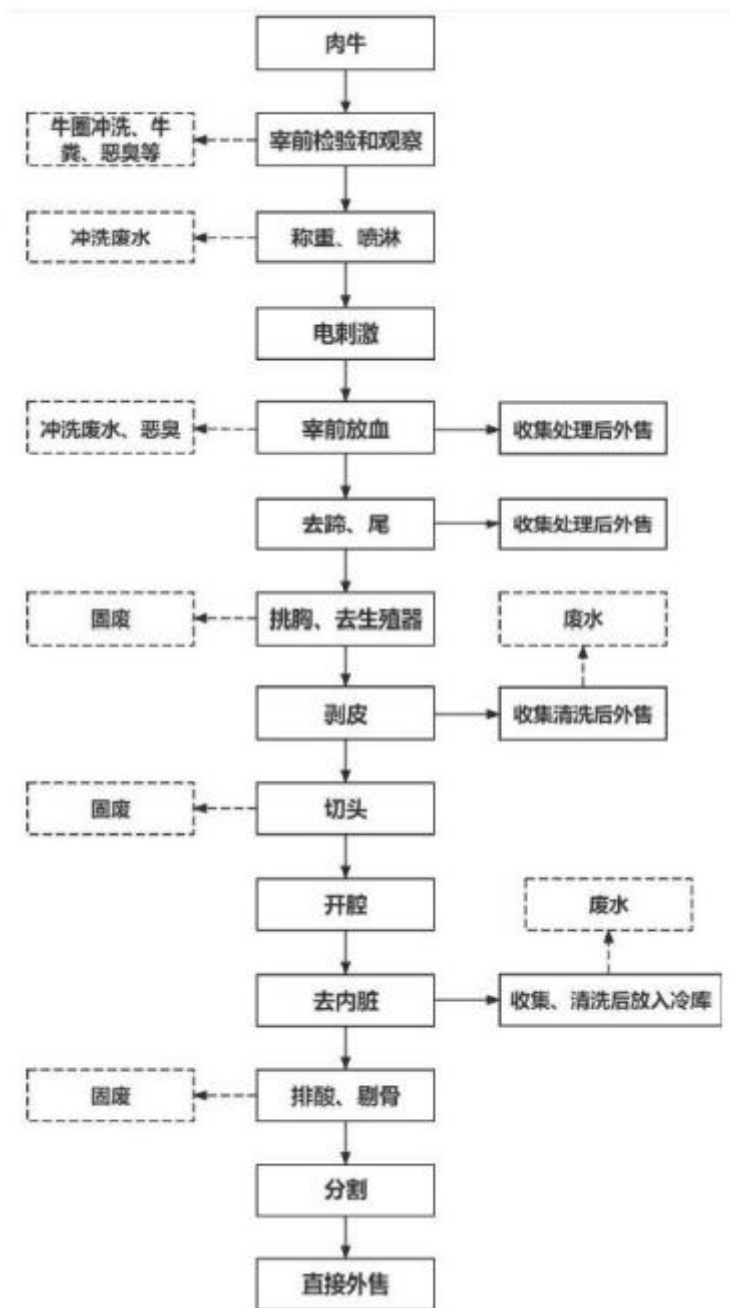 肉牛
牛圈冲洗、牛
粪、恶臭等
宰前检验和观察
冲洗废水
称重、喷淋
电刺激
冲洗废水、恶臭
宰前放血
收集处理后外售
去蹄、尾
收集处理后外售
固废
挑胸、去生殖器
废水
剥皮
收集清洗后外售
固废
切头
开腔
废水
去内脏
收集、清洗后放入冷库
固废
排酸、剔骨
分割
直接外售